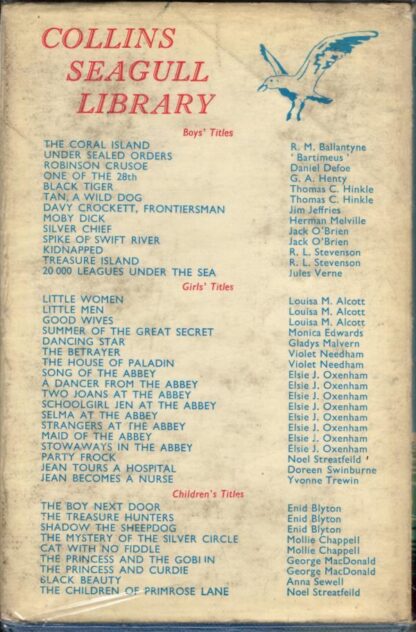 COLLINS
SEAGULL
LIBRARY
Boys' Titles
THE CORAL ISLAND R. M. Ballantyne
UNDER SEALED ORDERS ' Bartimeus '
ROBINSON CRUSOE Daniel Defoe
ONE OF THE 28th G. A. Henty
BLACK TIGER Thomas C. Hinkle
TAN, A WILD DOG Thomas C. Hinkle
DAVY CROCKETT, FRONTIERSMAN Jim Jeffries
MOBY DICK Herman Melville
SILVER CHIEF Jack O'Brien
SPIKE OF SWIFT RIVER Jack O'Brien
KIDNAPPED R. L. Stevenson
TREASURE ISLAND R. L. Stevenson
20 000 LEAGUES UNDER THE SEA Jules Verne
Girls' Titles
LITTLE WOMEN Louisa M. Alcott
LITTLE MEN Louisa M. Alcott
GOOD WIVES Louisa M. Alcott
SUMMER OF THE GREAT SECRET Monica Edwards
DANCING STAR Gladys Malvern
THE BETRAYER Violet Needham
THE HOUSE OF PALADIN Violet Needham
SONG OF THE ABBEY Elsie J. Oxenham
A DANCER FROM THE ABBEY Elsie J. Oxenham
TWO JOANS AT THE ABBEY Elsie J. Oxenham
SCHOOLGIRL JEN AT THE ABBEY Elsie J. Oxenham
SELMA AT THE ABBEY Elsie J. Oxenham
STRANGERS AT THE ABBEY Elsie J. Oxenham
MAID OF THE ABBEY Elsie J. Oxenham
STOWAWAYS IN THE ABBEY Elsie J. Oxenham
PARTY FROCK Noel Streatfeild
JEAN TOURS A HOSPITAL Doreen Swinburne
JEAN BECOMES A NURSE Yvonne Trewin
Children's Titles
THE BOY NEXT DOOR Enid Blyton
THE TREASURE HUNTERS Enid Blyton
SHADOW THE SHEEPDOG Enid Blyton
THE MYSTERY OF THE SILVER CIRCLE Mollie Chappell
CAT WITH NO FIDDLE Mollie Chappell
THE PRINCESS AND THE GOBLIN George MacDonald
THE PRINCESS AND CURDIE George MacDonald
BLACK BEAUTY Anna Sewell
THE CHILDREN OF PRIMROSE LANE Noel Streatfeild